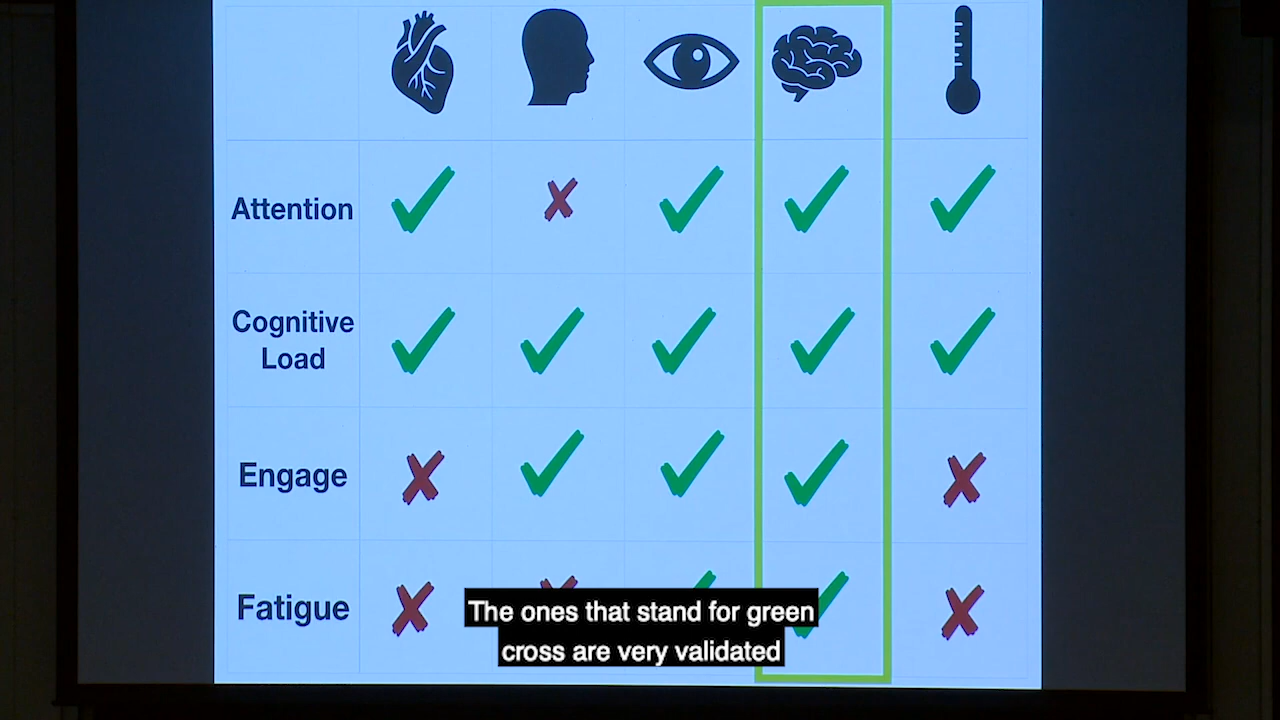 Attention
Cognitive
Load
Engage
Fatigue
The ones that stand for green
cross are very validated